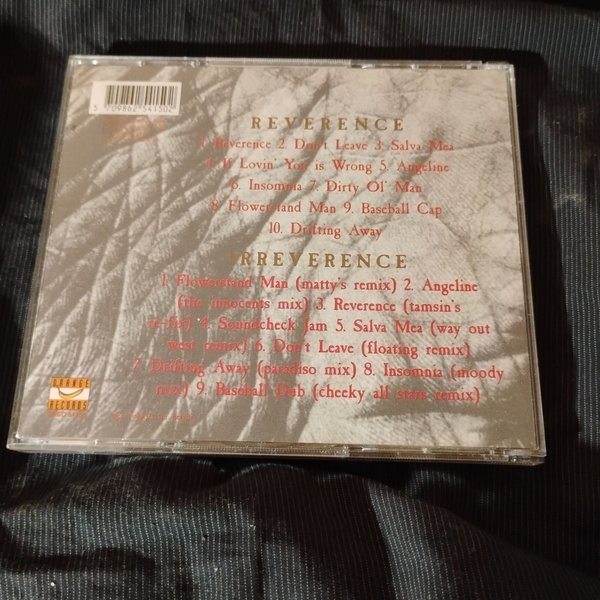 5 709862 541502
REVERENCE
1. Reverence 2. Don't Leave 3. Salva Mea
4. If Lovin' You is Wrong 5. Angeline
6. Insomnia 7. Dirty Ol' Man
8. Flowerstand Man 9. Baseball Cap
10. Drifting Away
IRREVERENCE
1. Flowerstand Man (matty's remix) 2. Angeline
(the innocents mix) 3. Reverence (tamsin's
re-fix) 4. Soundcheck Jam 5. Salva Mea (way out
west remix) 6. Don't Leave (floating remix)
7. Drifting Away (paradiso mix) 8. Insomnia (moody
mix) 9. Baseball Dub (cheeky all stars remix)
ORANGE
RECORDS